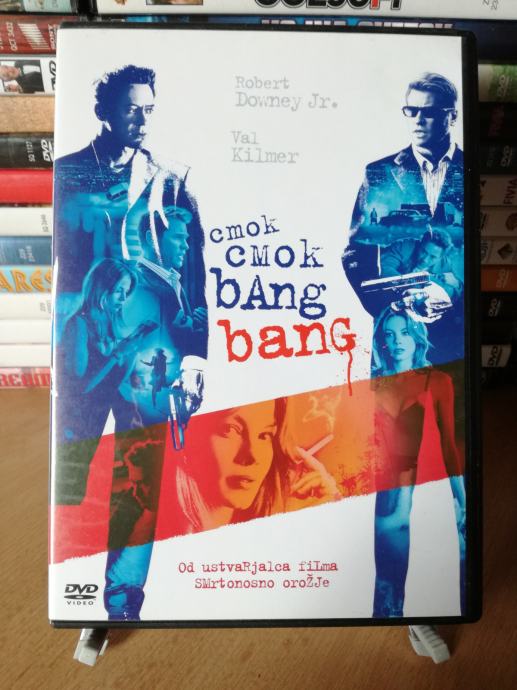 Robert
Downey Jr.
Val
Kilmer
cmok
cMok
bAng
banG
Od ustvaRjalca fiLma
SMrtonosno orožJe
DVD
VIDEO